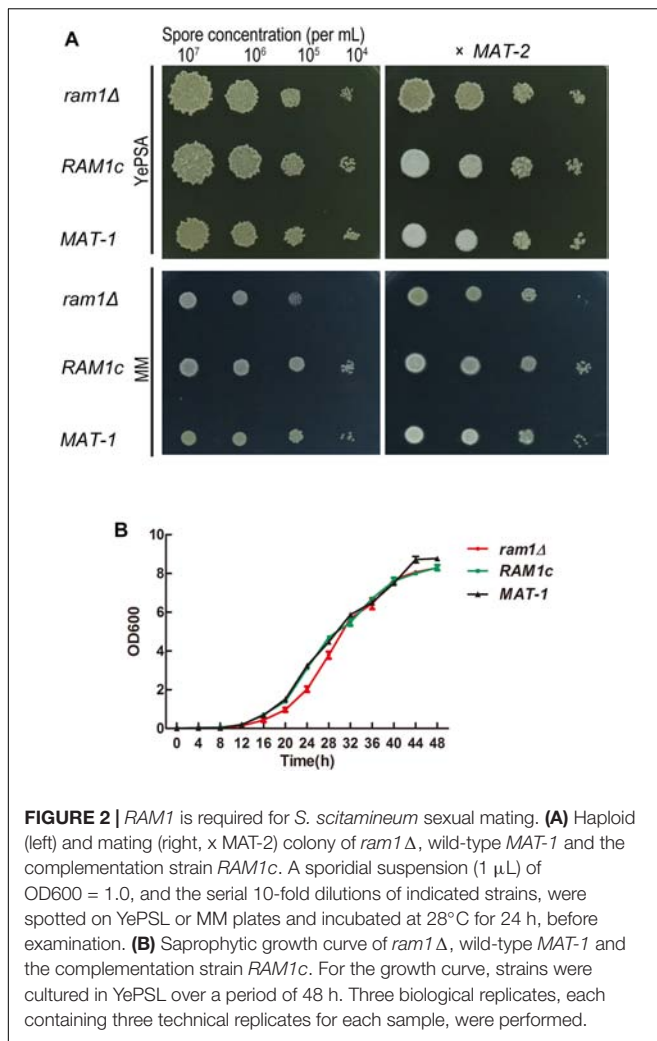 A
Spore concentration (per mL)
10⁷ 10⁶ 10⁵ 10⁴
× MAT-2
ram1Δ
RAM1c
MAT-1
YePSA
ram1Δ
RAM1c
MAT-1
MM
B
10
8
6
4
2
0
OD600
ram1Δ
RAM1c
MAT-1
0 4 8 12 16 20 24 28 32 36 40 44 48
Time(h)
FIGURE 2 | RAM1 is required for S. scitamineum sexual mating. (A) Haploid
(left) and mating (right, x MAT-2) colony of ram1Δ, wild-type MAT-1 and the
complementation strain RAM1c. A sporidial suspension (1 μL) of
OD600 = 1.0, and the serial 10-fold dilutions of indicated strains, were
spotted on YePSL or MM plates and incubated at 28°C for 24 h, before
examination. (B) Saprophytic growth curve of ram1Δ, wild-type MAT-1 and
the complementation strain RAM1c. For the growth curve, strains were
cultured in YePSL over a period of 48 h. Three biological replicates, each
containing three technical replicates for each sample, were performed.